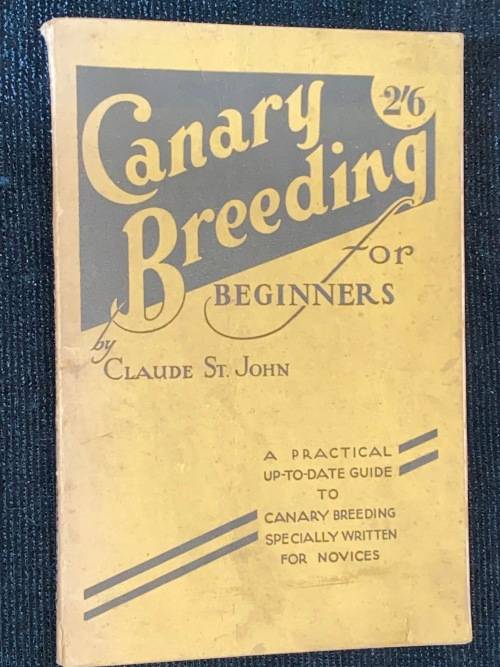 Canary
2/6
Breeding
for
BEGINNERS
by
CLAUDE ST. JOHN
A PRACTICAL
UP-TO-DATE GUIDE
TO
CANARY BREEDING
SPECIALLY WRITTEN
FOR NOVICES